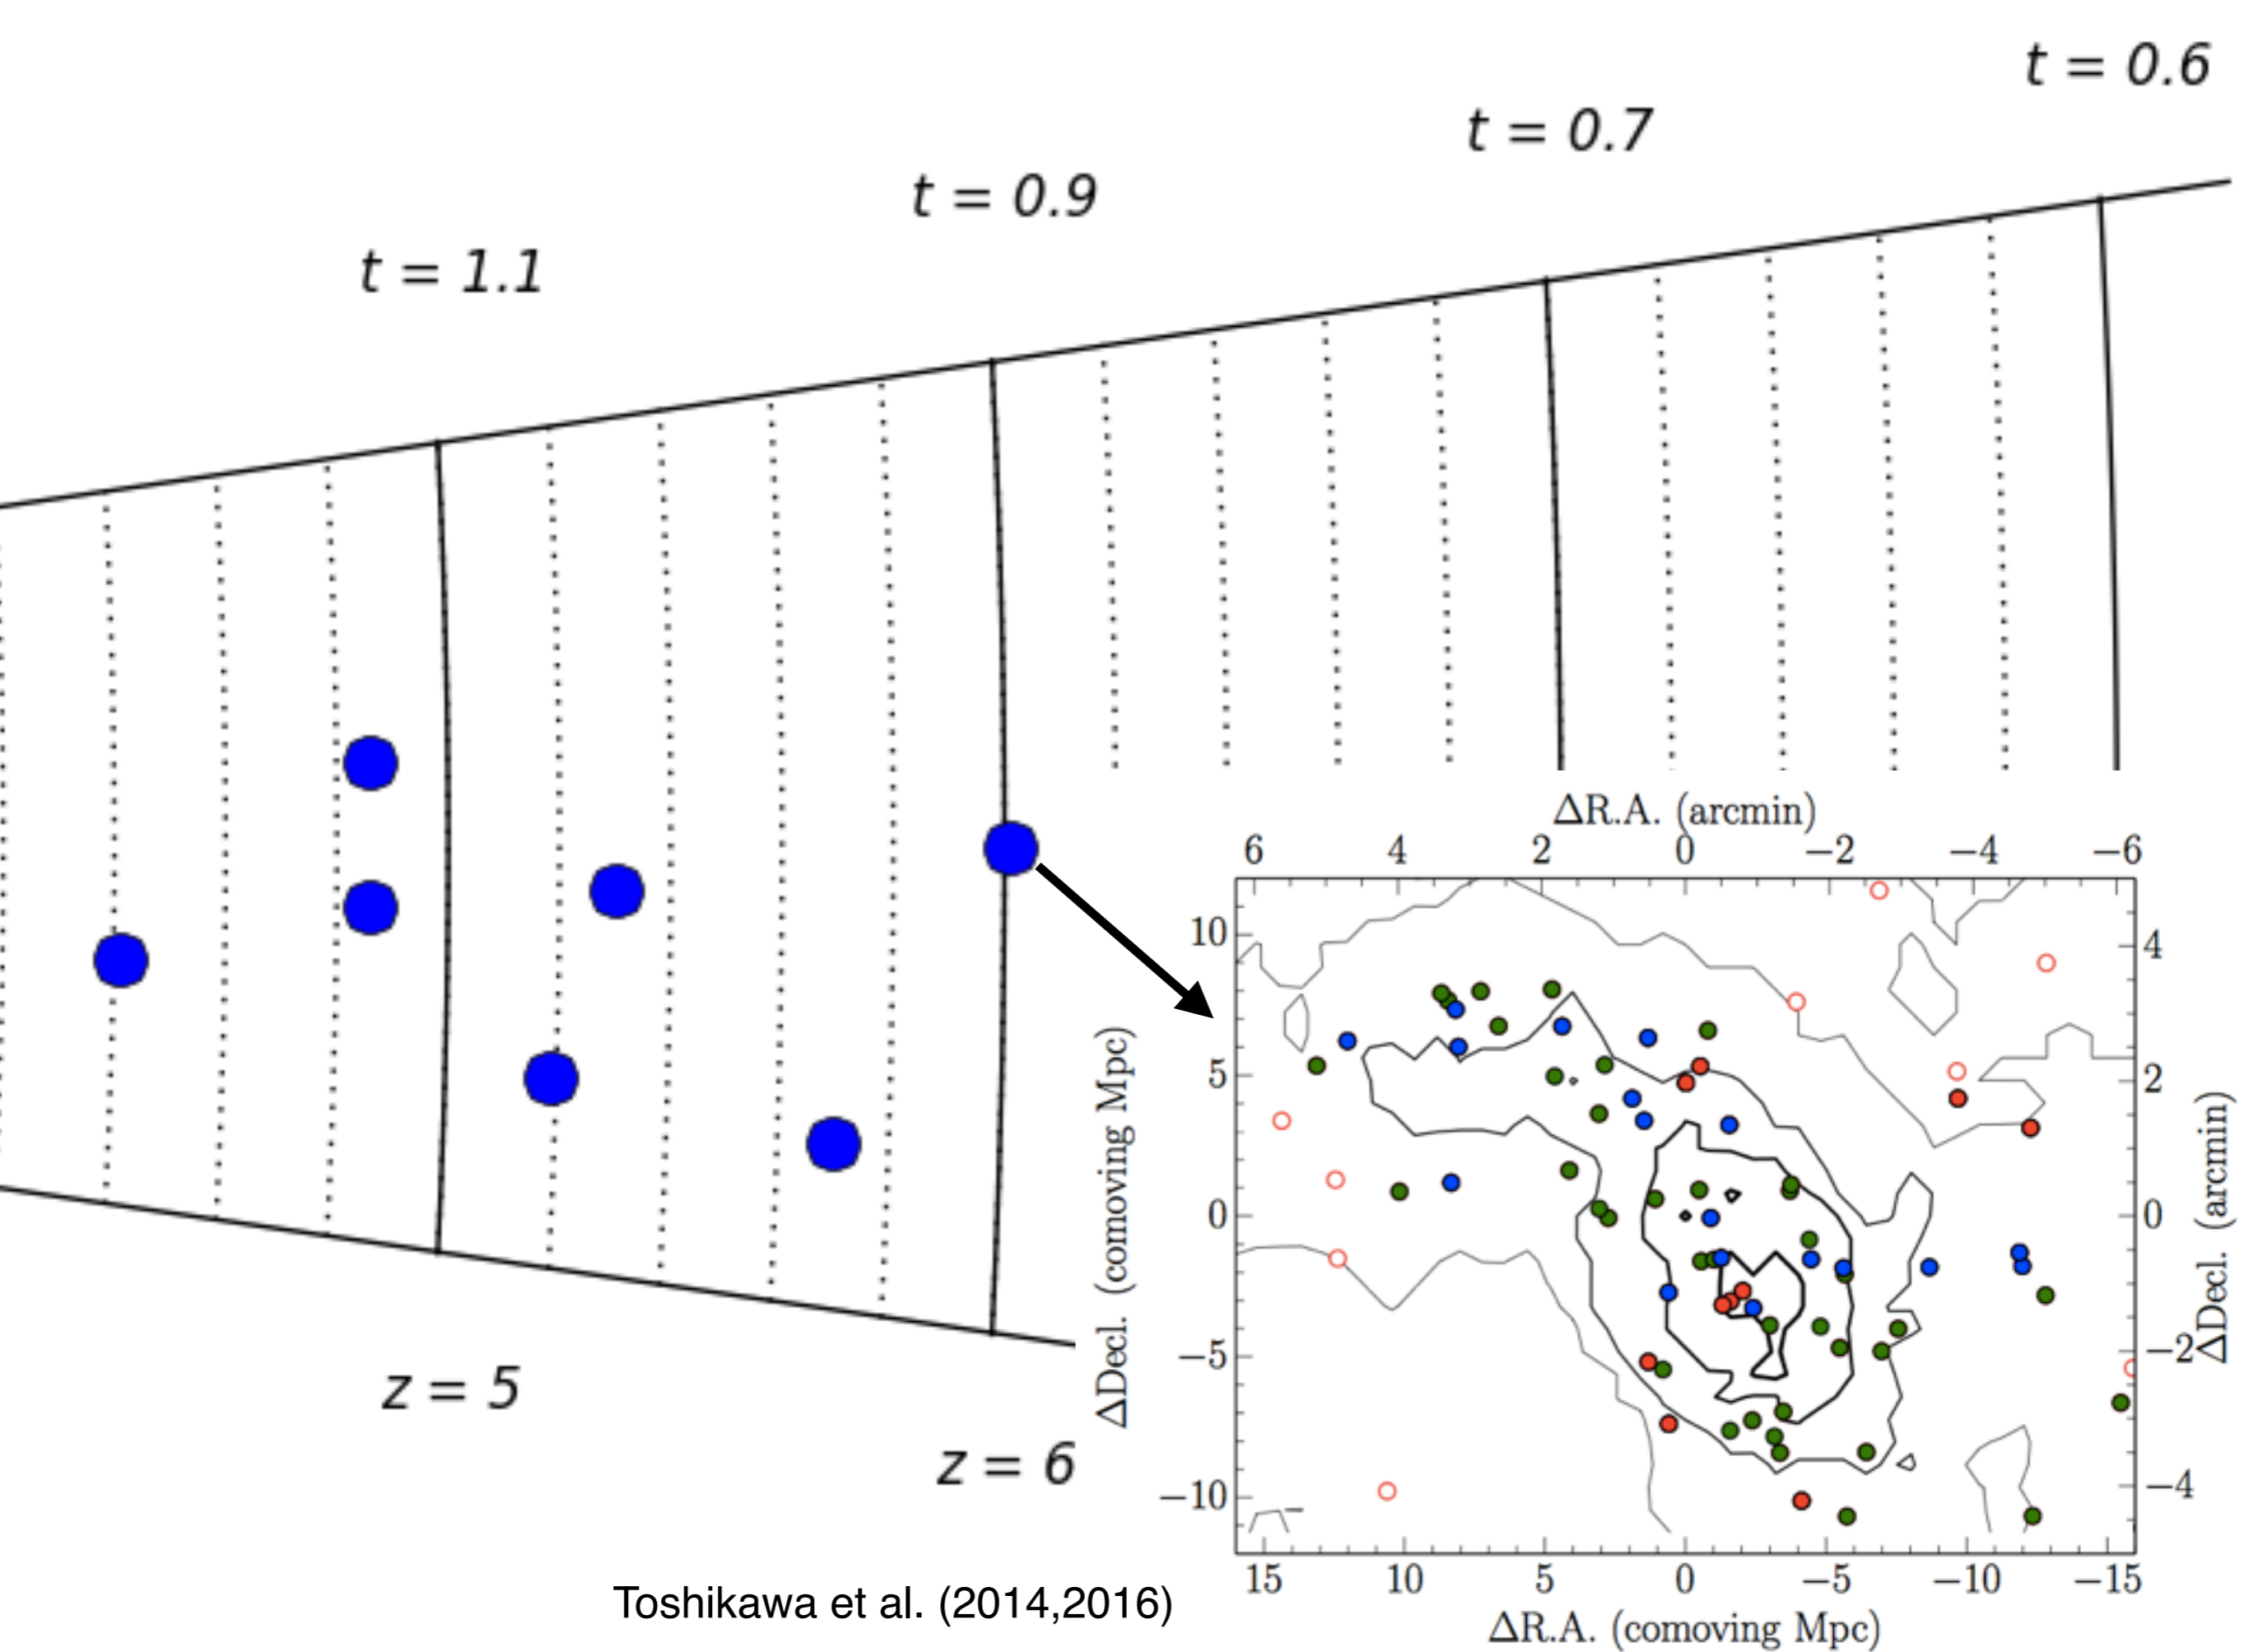 t = 0.6
t = 0.7
t = 0.9
t = 1.1
ΔR.A. (arcmin)
6 4 2 0 −2 −4 −6
10 5 0 −5 −10
ΔDecl. (comoving Mpc)
4 2 0 −2 −4
ΔDecl. (arcmin)
15 10 5 0 −5 −10 −15
ΔR.A. (comoving Mpc)
z = 5
z = 6
Toshikawa et al. (2014,2016)